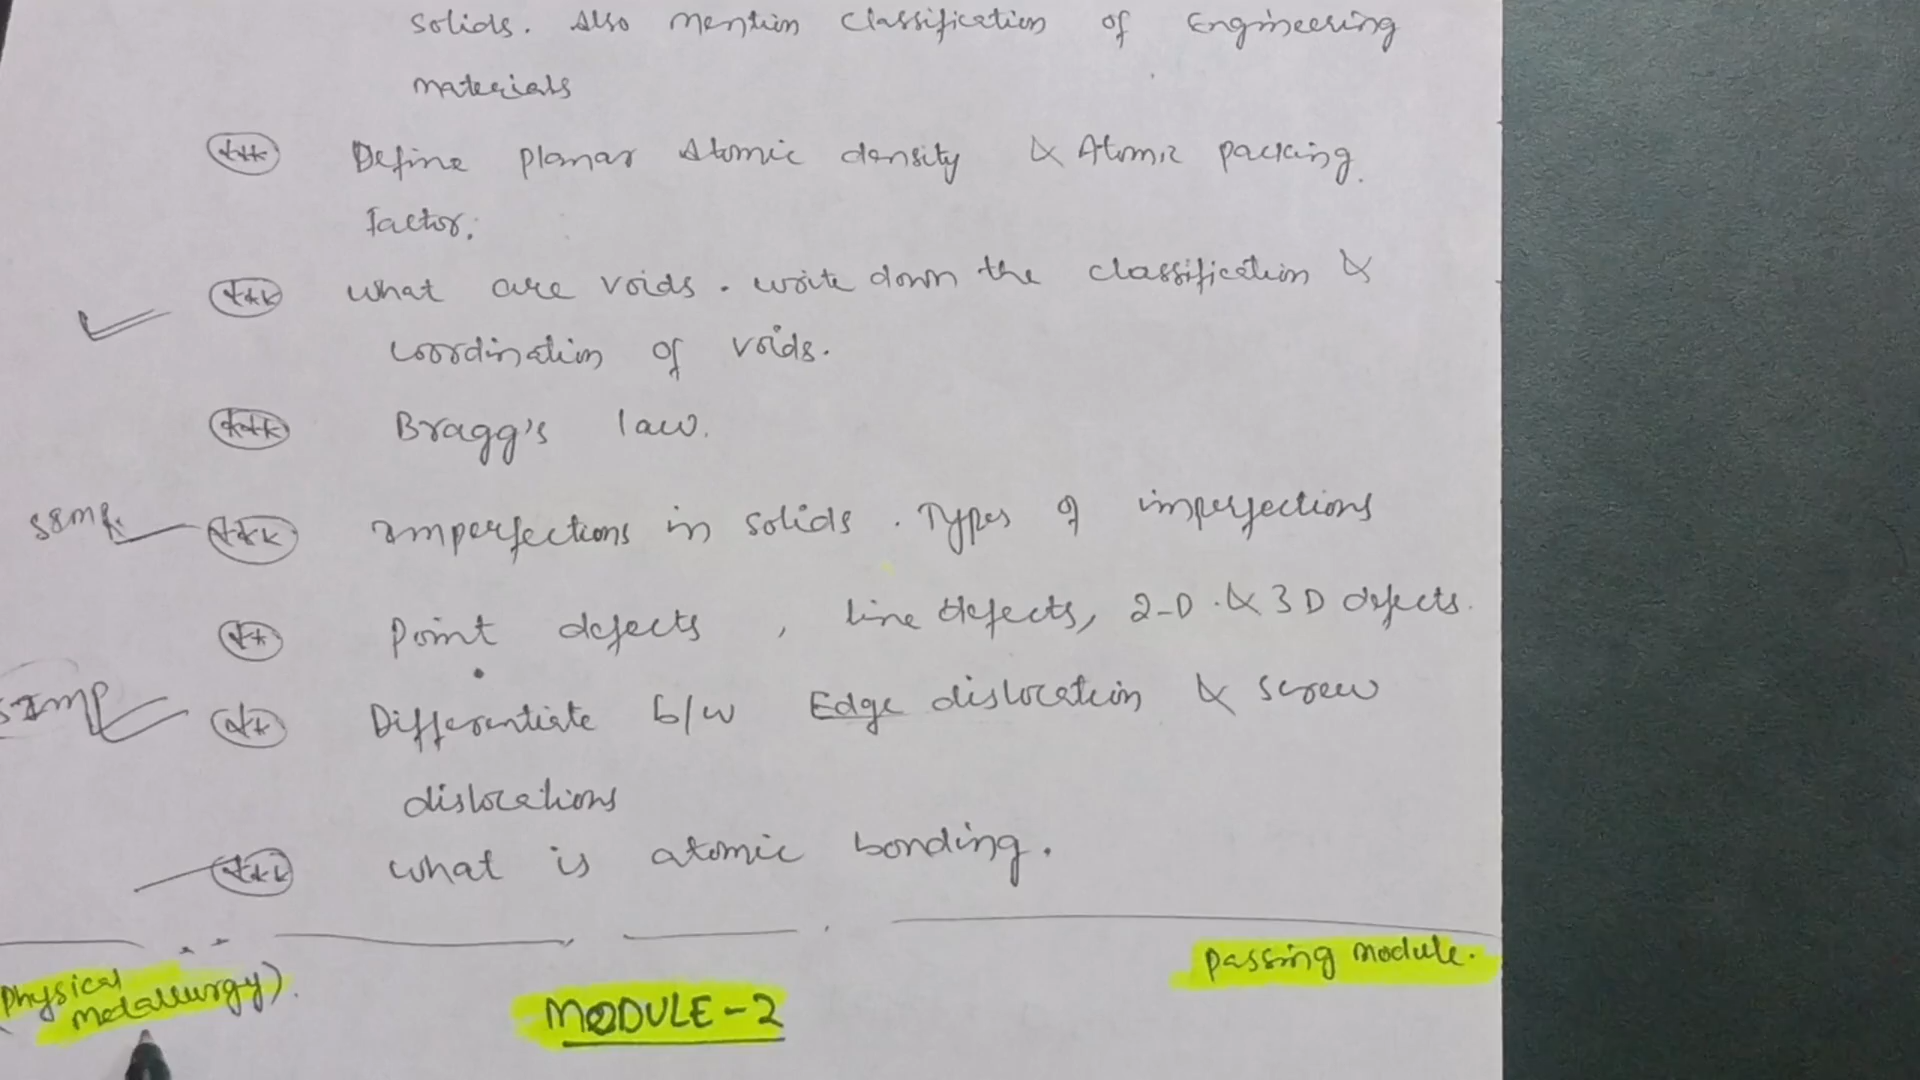 solids. Also mention classification of Engineering
materials
*** Define planar Atomic density & Atomic packing
factor.
*** what are voids. write down the classification &
coordination of voids.
*** Bragg's law.
*** Imperfections in solids. Types of imperfections
** Point defects, line defects, 2-D & 3D defects.
SIMP ** Differentiate b/w Edge dislocation & screw
dislocations
*** what is atomic bonding.
Passing module.
(Physical
metallurgy).
MODULE-2